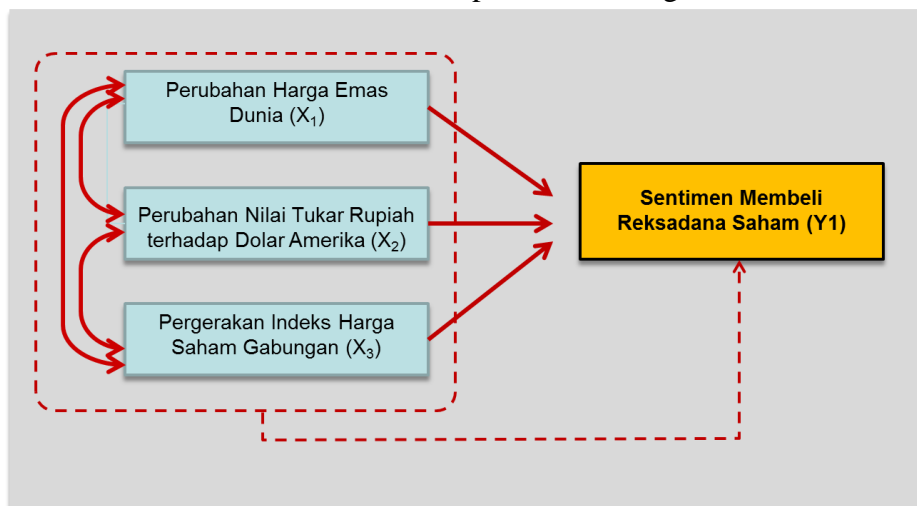 Perubahan Harga Emas
Dunia (X₁)
Perubahan Nilai Tukar Rupiah
terhadap Dolar Amerika (X₂)
Pergerakan Indeks Harga
Saham Gabungan (X₃)
Sentimen Membeli
Reksadana Saham (Y1)